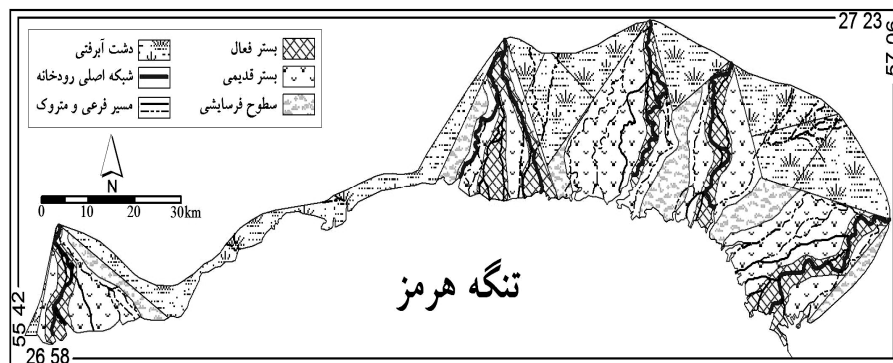 27 23
57 06
بستر فعال
دشت آبرفتی
بستر قدیمی
شبکه اصلی رودخانه
سطوح فرسایشی
مسیر فرعی و متروک
N
0 10 20 30km
تنگه هرمز
55 42
26 58